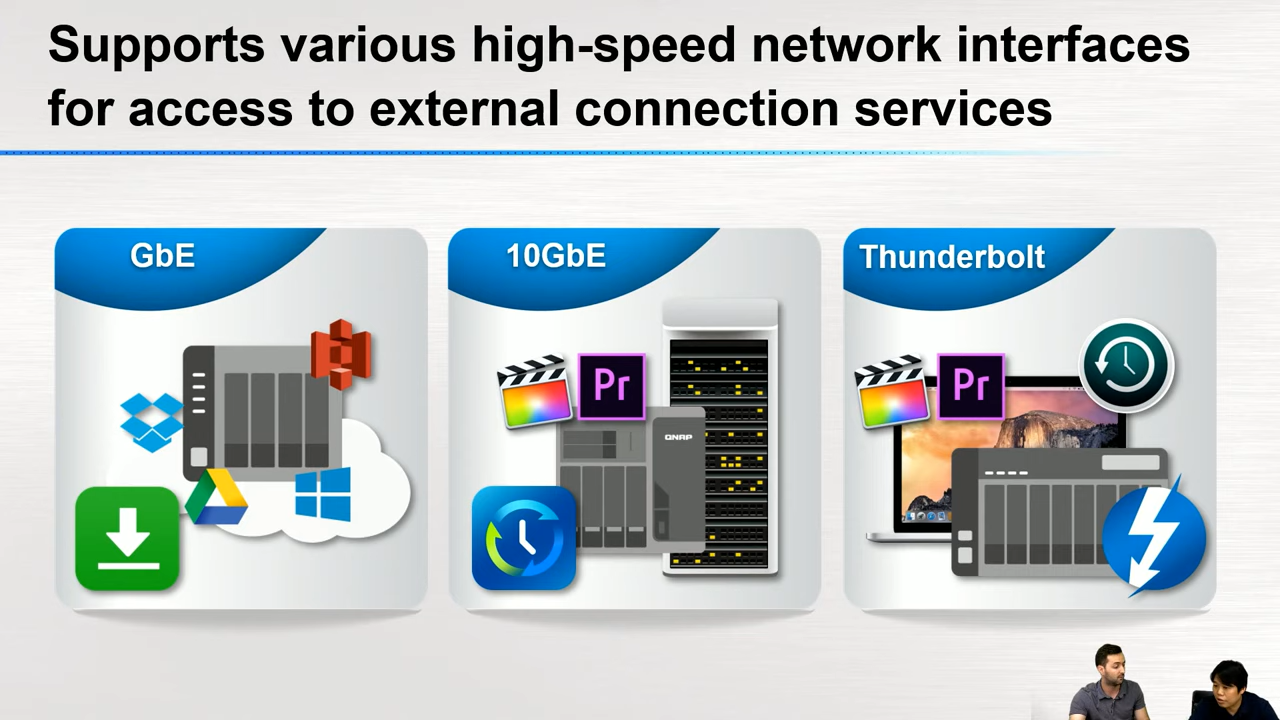 Supports various high-speed network interfaces
for access to external connection services
GbE
10GbE
Thunderbolt
Pr
QNAP
Pr